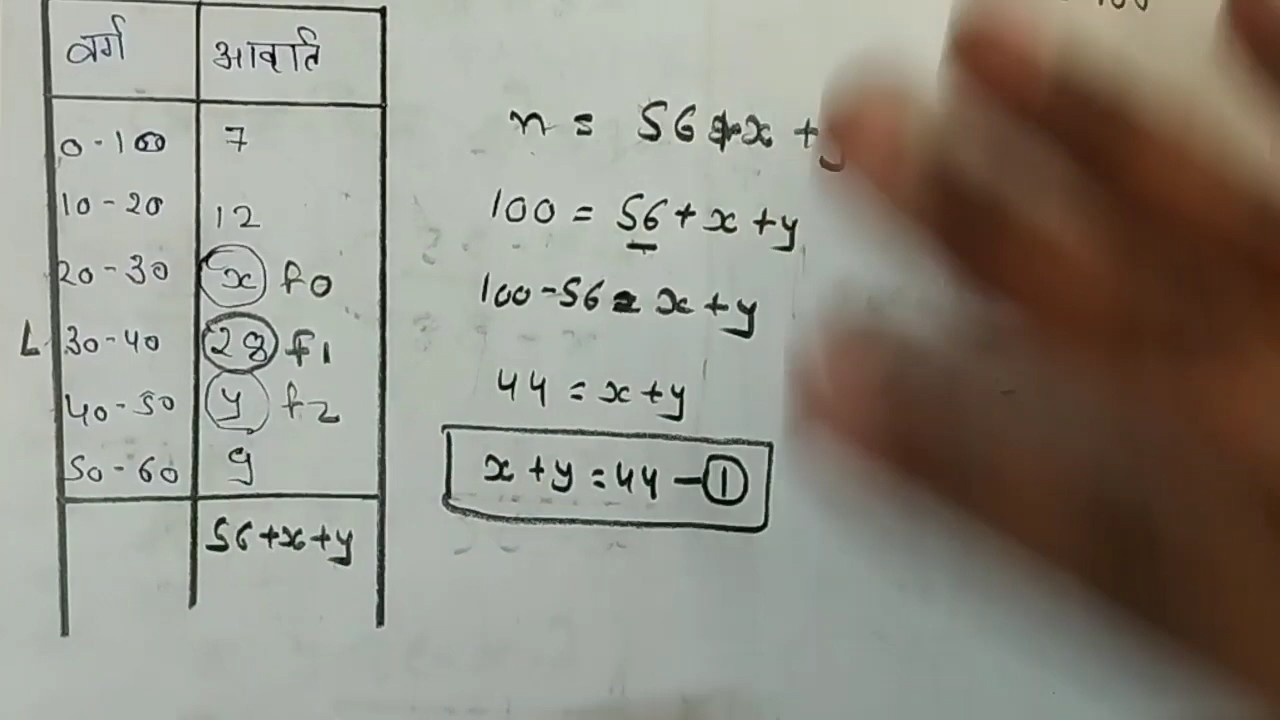 वर्ग आवृति
0-100 7
10-20 12
20-30 x f0
L 30-40 28 f1
40-50 y f2
50-60 9
56+x+y
n = 56+x+y
100 = 56+x+y
100-56 = x+y
44 = x+y
x+y = 44 - ①